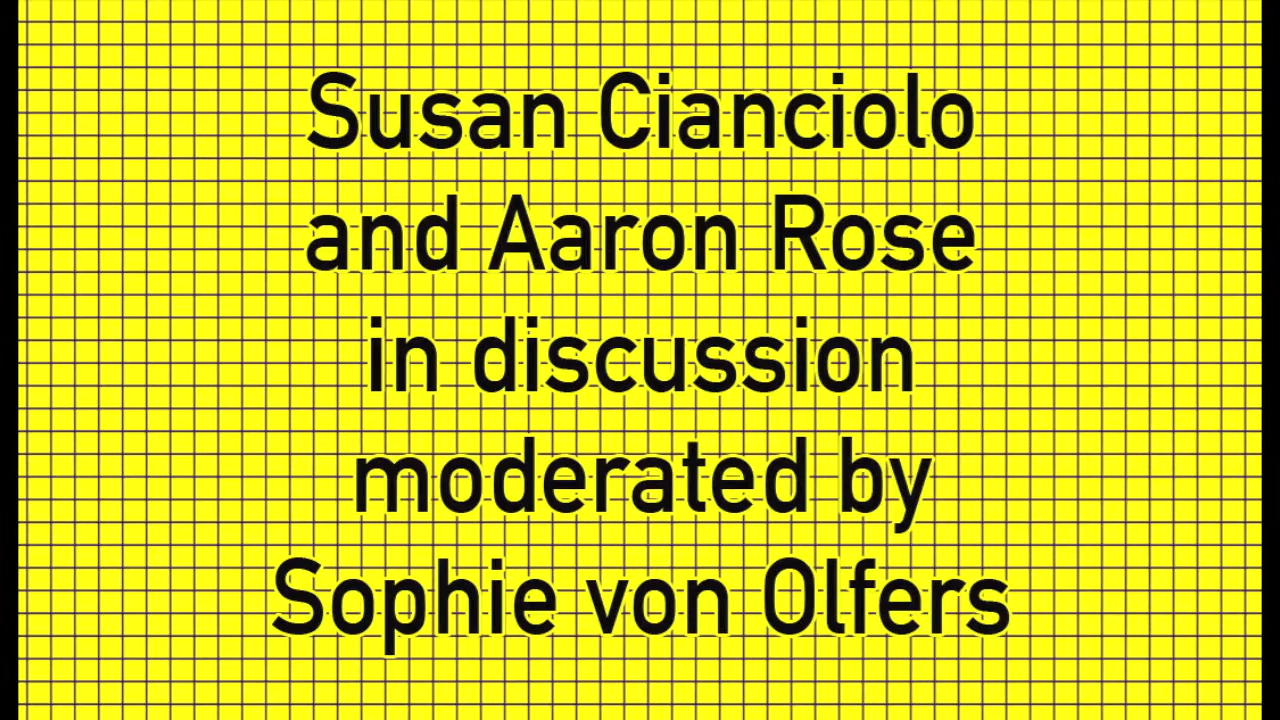 Susan Cianciolo
and Aaron Rose
in discussion
moderated by
Sophie von Olfers